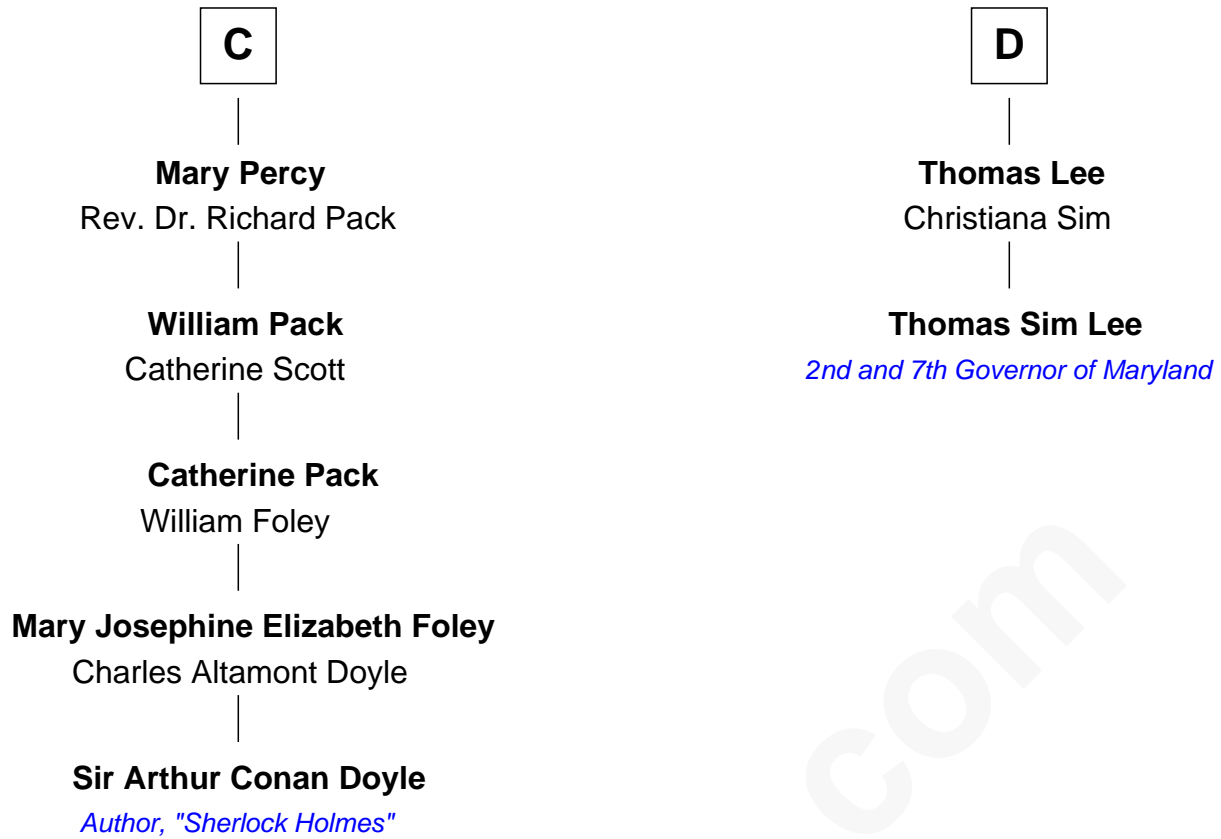 C
Mary Percy
Rev. Dr. Richard Pack
William Pack
Catherine Scott
Catherine Pack
William Foley
Mary Josephine Elizabeth Foley
Charles Altamont Doyle
Sir Arthur Conan Doyle
Author, "Sherlock Holmes"
D
Thomas Lee
Christiana Sim
Thomas Sim Lee
2nd and 7th Governor of Maryland
com